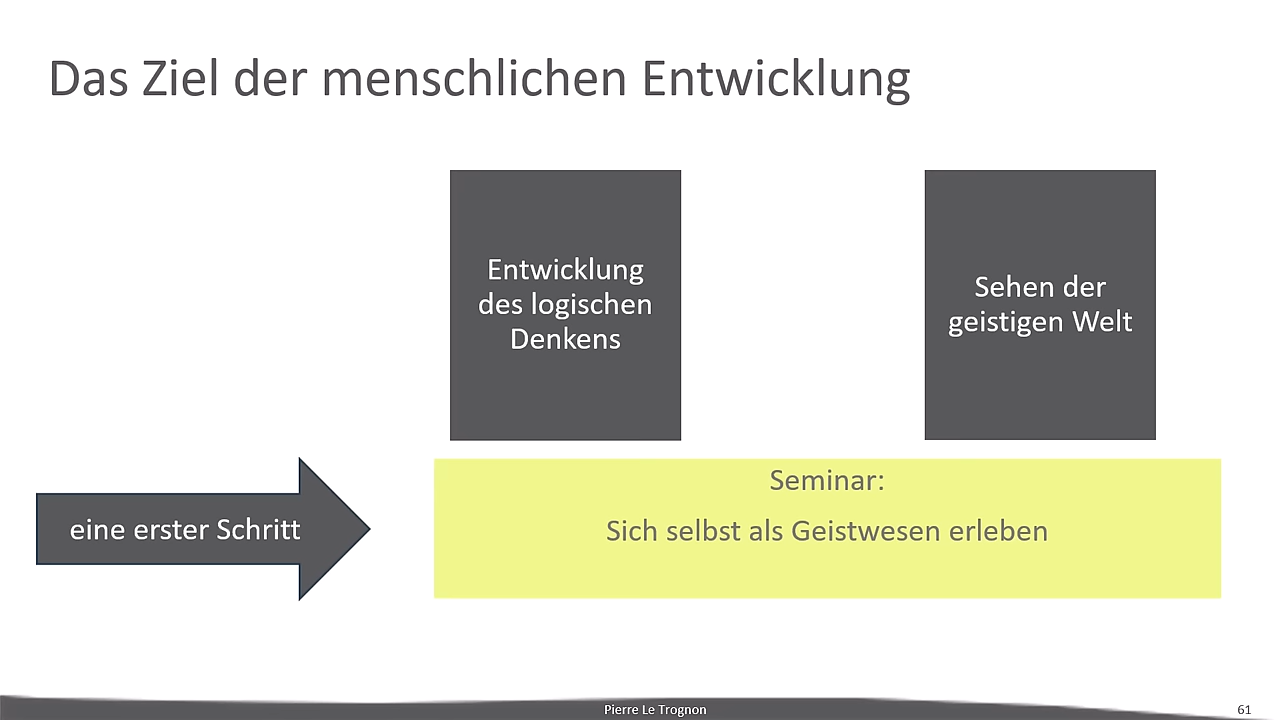 Das Ziel der menschlichen Entwicklung
Entwicklung
des logischen
Denkens
Sehen der
geistigen Welt
eine erster Schritt
Seminar:
Sich selbst als Geistwesen erleben
Pierre Le Trognon
61